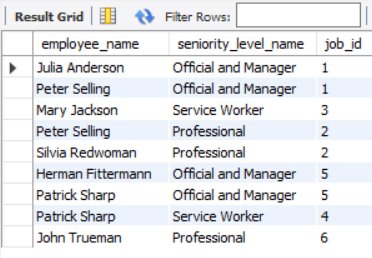 Result Grid Filter Rows:
employee_name seniority_level_name job_id
Julia Anderson Official and Manager 1
Peter Selling Official and Manager 1
Mary Jackson Service Worker 3
Peter Selling Professional 2
Silvia Redwoman Professional 2
Herman Fittermann Official and Manager 5
Patrick Sharp Official and Manager 5
Patrick Sharp Service Worker 4
John Trueman Professional 6